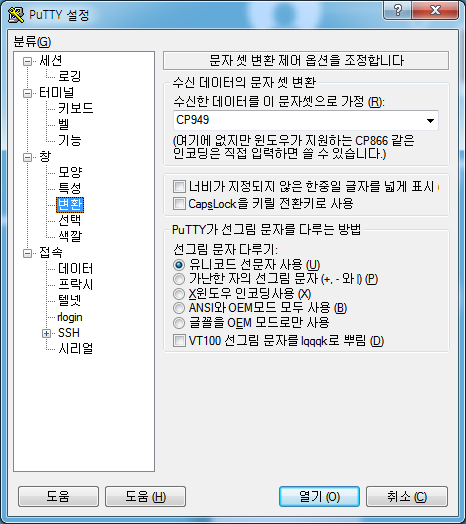 PuTTY 설정
분류(G)
세션
로깅
터미널
키보드
벨
기능
창
모양
특성
변환
선택
색깔
접속
데이터
프락시
텔넷
rlogin
SSH
시리얼
문자 셋 변환 제어 옵션을 조정합니다
수신 데이터의 문자 셋 변환
수신한 데이터를 이 문자셋으로 가정 (R):
CP949
(여기에 없지만 윈도우가 지원하는 CP866 같은
인코딩은 직접 입력하면 쓸 수 있습니다.)
너비가 지정되지 않은 한중일 글자를 넓게 표시 (
CapsLock을 키릴 전환키로 사용
PuTTY가 선그림 문자를 다루는 방법
선그림 문자 다루기:
유니코드 선문자 사용 (U)
가난한 자의 선그림 문자 (+, - 와 |) (P)
X윈도우 인코딩사용 (X)
ANSI와 OEM모드 모두 사용 (B)
글꼴을 OEM 모드로만 사용
VT100 선그림 문자를 lqqqk로 뿌림 (D)
도움
도움 (H)
열기 (O)
취소 (C)